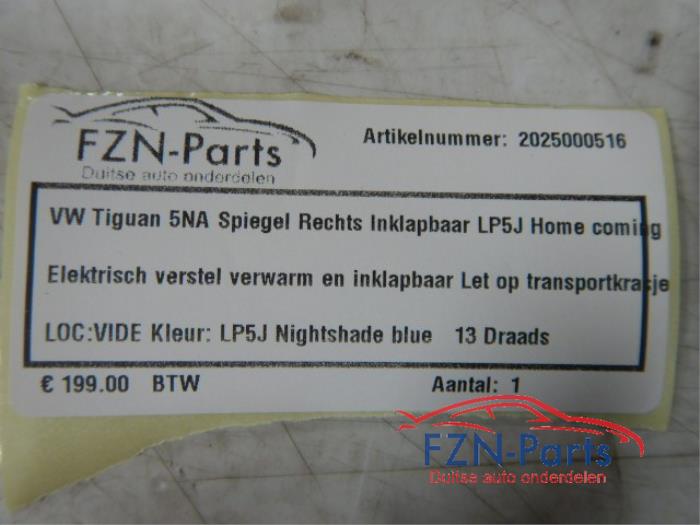 FZN-Parts
Duitse auto onderdelen
Artikelnummer: 2025000516
VW Tiguan 5NA Spiegel Rechts Inklapbaar LP5J Home coming
Elektrisch verstel verwarm en inklapbaar Let op transportkrasje
LOC:VIDE Kleur: LP5J Nightshade blue 13 Draads
€ 199.00 BTW Aantal: 1
FZN-Parts
Duitse auto onderdelen